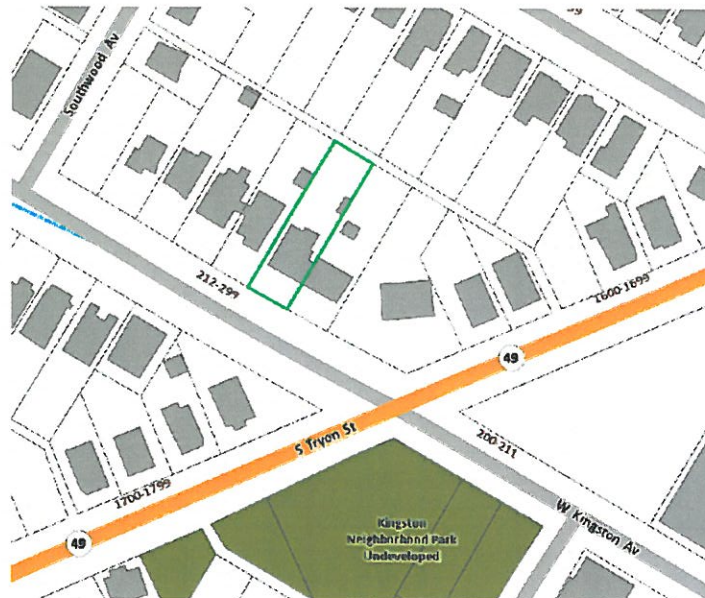 Southwood Av
212-299
1600-1699
49
S Tryon St
200-211
1700-1799
W Kingston Av
49
Kingston
Neighborhood Park
Undeveloped